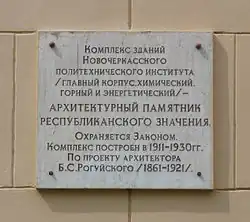 Комплекс зданий
Новочеркасского
политехнического института
/главный корпус, химический,
горный и энергетический/—
архитектурный памятник
республиканского значения.
Охраняется Законом.
Комплекс построен в 1911-1930гг.
По проекту архитектора
Б.С.Рогуйского /1861-1921/.